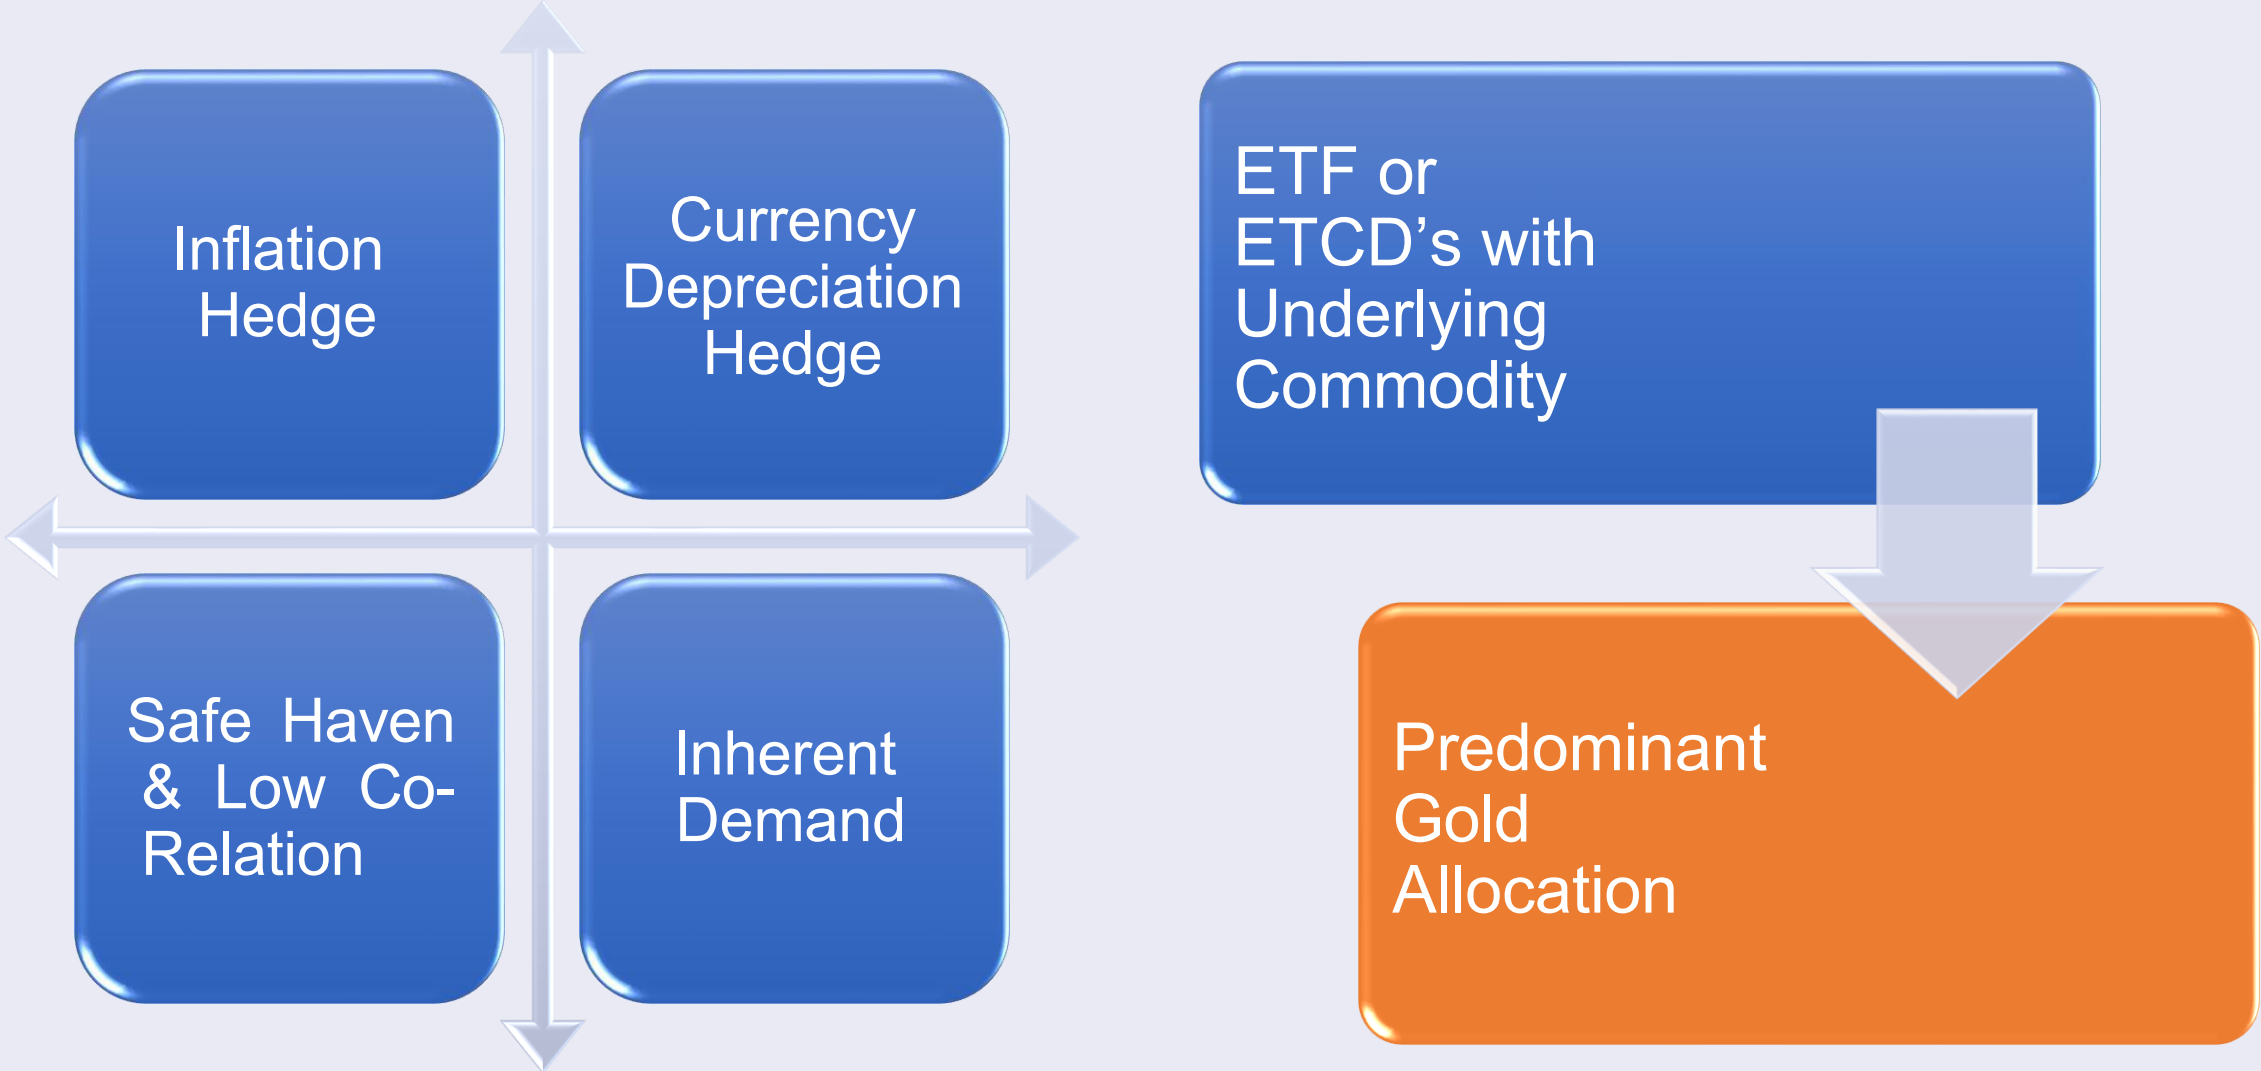 Inflation
Hedge
Currency
Depreciation
Hedge
Safe Haven
& Low Co-
Relation
Inherent
Demand
ETF or
ETCD’s with
Underlying
Commodity
Predominant
Gold
Allocation